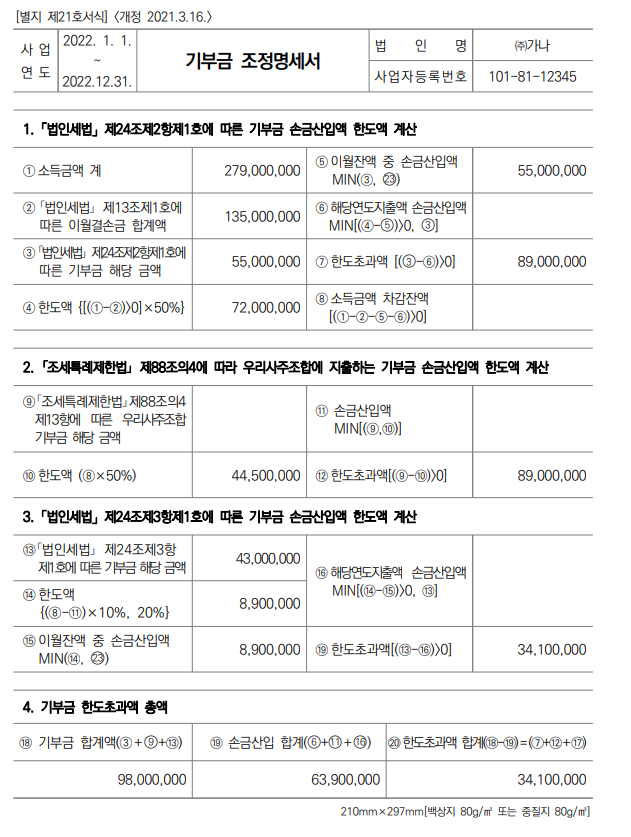 [별지 제21호서식] <개정 2021.3.16.>
사 업
연 도
2022. 1. 1.
~
2022.12.31.
기부금 조정명세서
법 인 명
㈜가나
사업자등록번호
101-81-12345
1. 「법인세법」 제24조제2항제1호에 따른 기부금 손금산입액 한도액 계산
① 소득금액 계
279,000,000
⑤ 이월잔액 중 손금산입액
MIN(③, ㉓)
55,000,000
② 「법인세법」 제13조제1호에
따른 이월결손금 합계액
135,000,000
⑥ 해당연도지출액 손금산입액
MIN[(④-⑤)>0, ③]
③ 「법인세법」 제24조제2항제1호에
따른 기부금 해당 금액
55,000,000
⑦ 한도초과액 [(③-⑥)>0]
89,000,000
④ 한도액 {[(①-②)>0]×50%}
72,000,000
⑧ 소득금액 차감잔액
[(①-②-⑤-⑥)>0]
2. 「조세특례제한법」 제88조의4에 따라 우리사주조합에 지출하는 기부금 손금산입액 한도액 계산
⑨ 「조세특례제한법」 제88조의4
제13항에 따른 우리사주조합
기부금 해당 금액
⑪ 손금산입액
MIN[(⑨,⑩)]
⑩ 한도액 (⑧×50%)
44,500,000
⑫ 한도초과액[(⑨-⑩)>0]
89,000,000
3. 「법인세법」 제24조제3항제1호에 따른 기부금 손금산입액 한도액 계산
⑬ 「법인세법」 제24조제3항
제1호에 따른 기부금 해당 금액
43,000,000
⑯ 해당연도지출액 손금산입액
MIN[(⑭-⑮)>0, ⑬]
⑭ 한도액
{(⑧-⑪)×10%, 20%}
8,900,000
⑮ 이월잔액 중 손금산입액
MIN(⑭, ㉓)
8,900,000
⑲ 한도초과액[(⑬-⑯)>0]
34,100,000
4. 기부금 한도초과액 총액
⑱ 기부금 합계액(③+⑨+⑬)
⑲ 손금산입 합계(⑥+⑪+⑯)
⑳ 한도초과액 합계(⑱-⑲)=(⑦+⑫+⑰)
98,000,000
63,900,000
34,100,000
210mm×297mm[백상지 80g/㎡ 또는 중질지 80g/㎡]